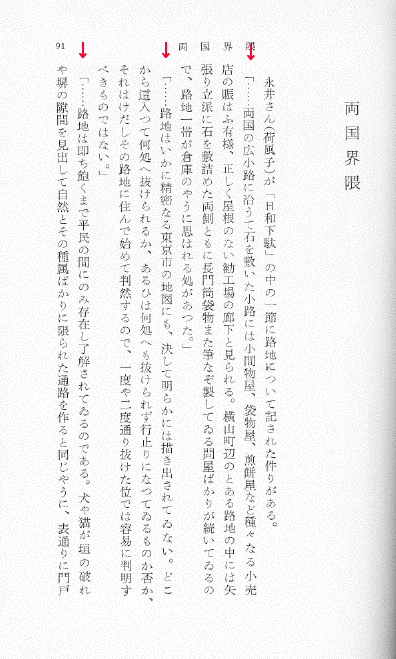 両国界隈
91
両国界隈
永井さん(荷風子)が「日和下駄」の中の一節に路地について記された件りがある。
「……両国の広小路に沿うて石を敷いた小路には小間物屋、袋物屋、煎餅屋など種々なる小売
店の賑はふ有様、正しく屋根のない勧工場の廊下と見られる。横山町辺のとある路地の中には矢
張り立派に石を敷詰めた両側ともに長門筒袋物また筆なぞ製してゐる問屋ばかりが続いてゐるの
で、路地一帯が倉庫のやうに思はれる処があつた。」
「……路地はいかに精密なる東京市の地図にも、決して明らかには描き出されてゐない。どこ
から這入つて何処へ抜けられるか、あるひは何処へも抜けられず行止りになつてゐるものか否か、
それはけだしその路地に住んで始めて判然するので、一度や二度通り抜けた位では容易に判明す
べきものではない。」
「……路地は即ち飽くまで平民の間にのみ存在し了解されてゐるのである。犬や猫が垣の破れ
や塀の隙間を見出して自然とその種属ばかりに限られた通路を作ると同じやうに、表通りに門戸